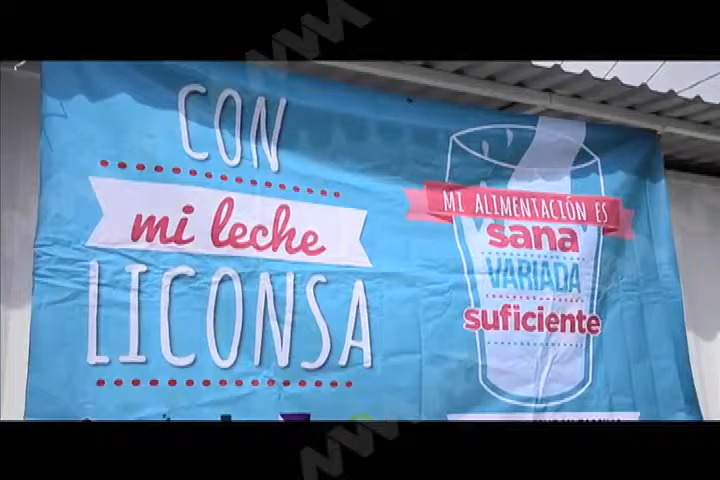 CON
mi leche
LICONSA
MI ALIMENTACIÓN ES
sana
VARIADA
suficiente